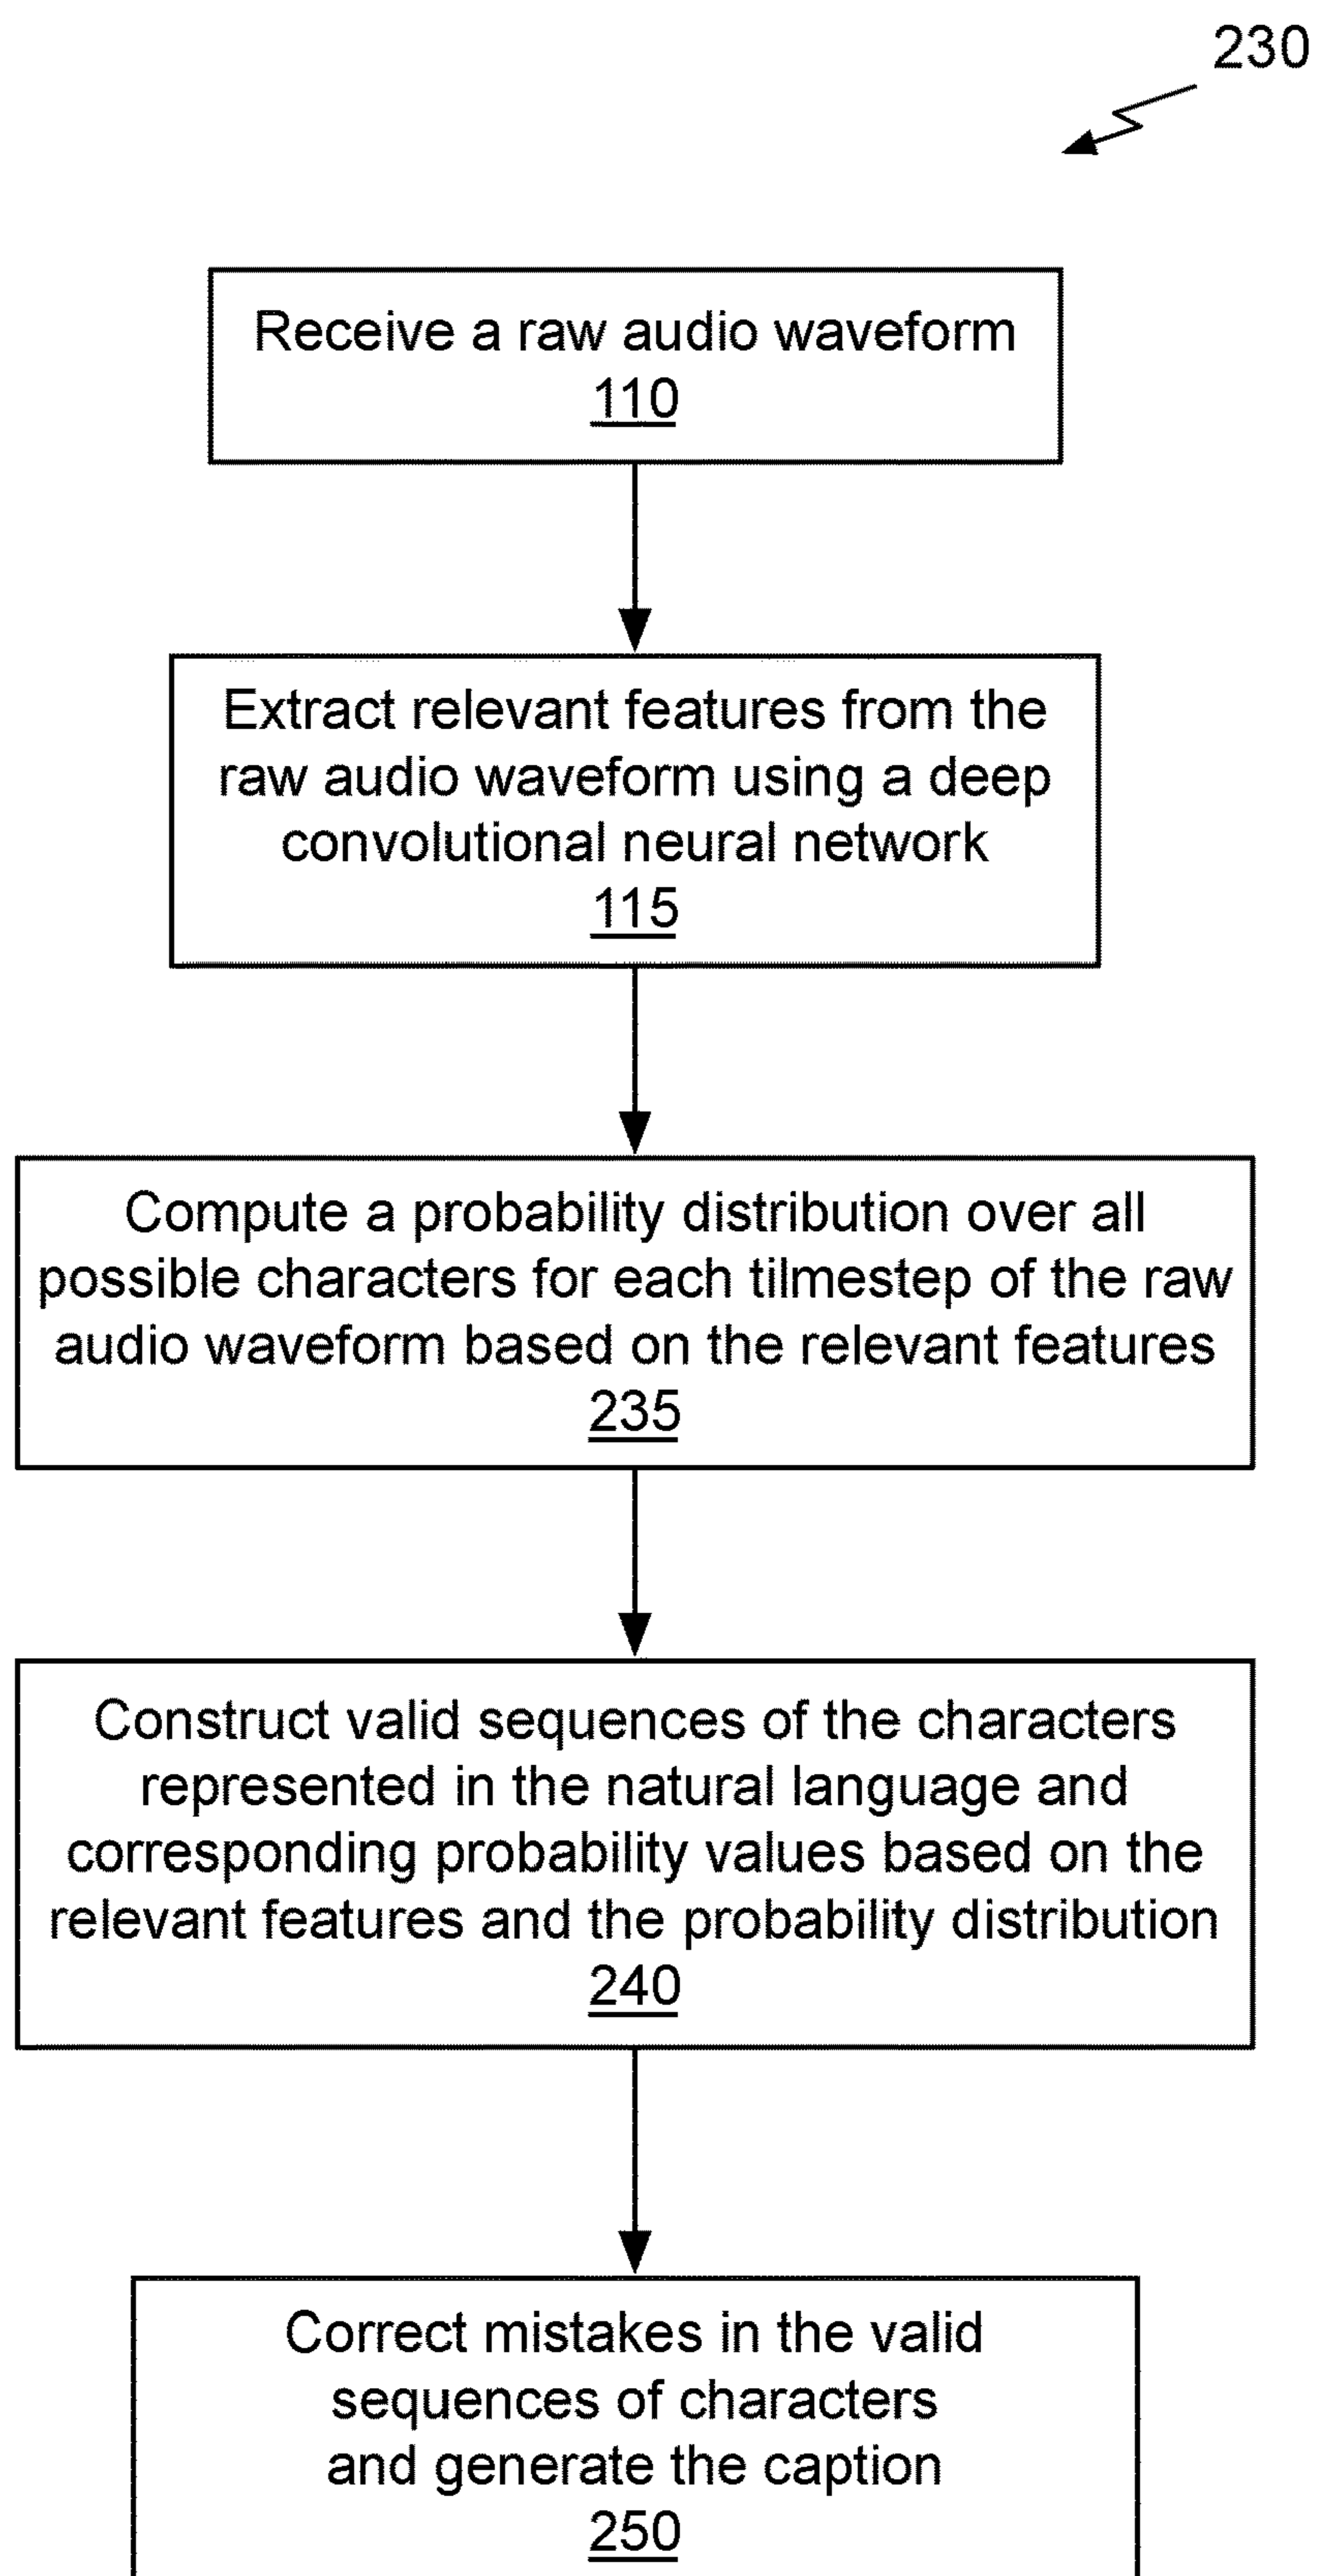 230
Receive a raw audio waveform
110
Extract relevant features from the
raw audio waveform using a deep
convolutional neural network
115
Compute a probability distribution over all
possible characters for each tilmestep of the raw
audio waveform based on the relevant features
235
Construct valid sequences of the characters
represented in the natural language and
corresponding probability values based on the
relevant features and the probability distribution
240
Correct mistakes in the valid
sequences of characters
and generate the caption
250